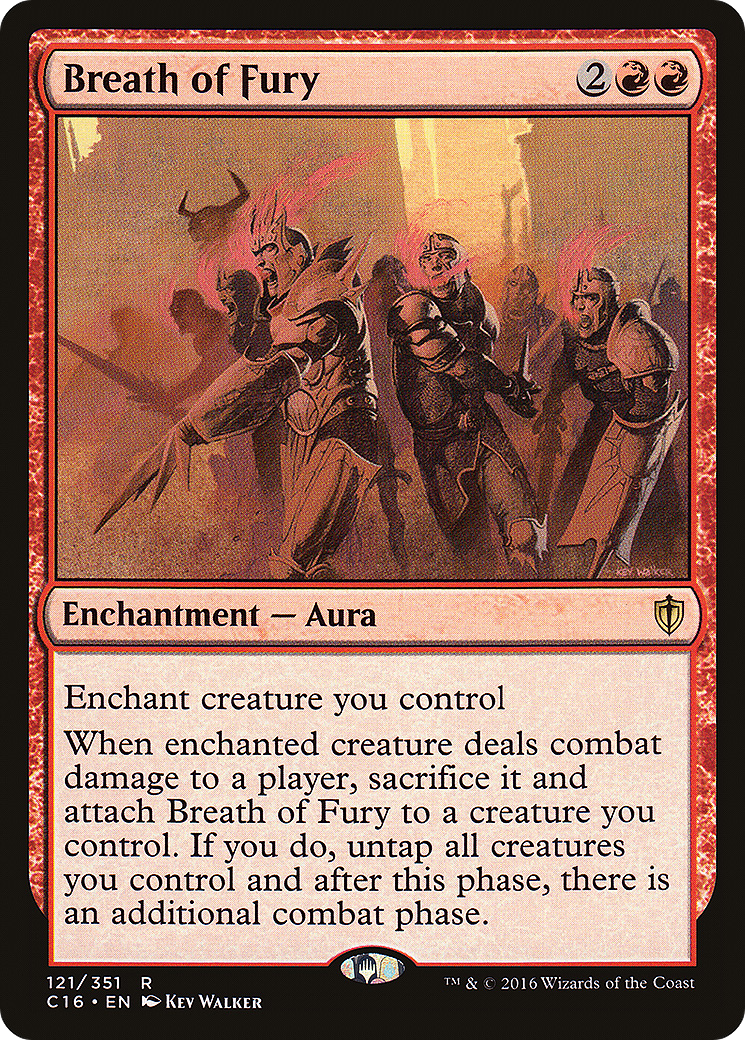 Breath of Fury 2
KEV WALKER
Enchantment — Aura
Enchant creature you control
When enchanted creature deals combat
damage to a player, sacrifice it and
attach Breath of Fury to a creature you
control. If you do, untap all creatures
you control and after this phase, there is
an additional combat phase.
121/351 R
C16 • EN Kev Walker
™ & © 2016 Wizards of the Coast